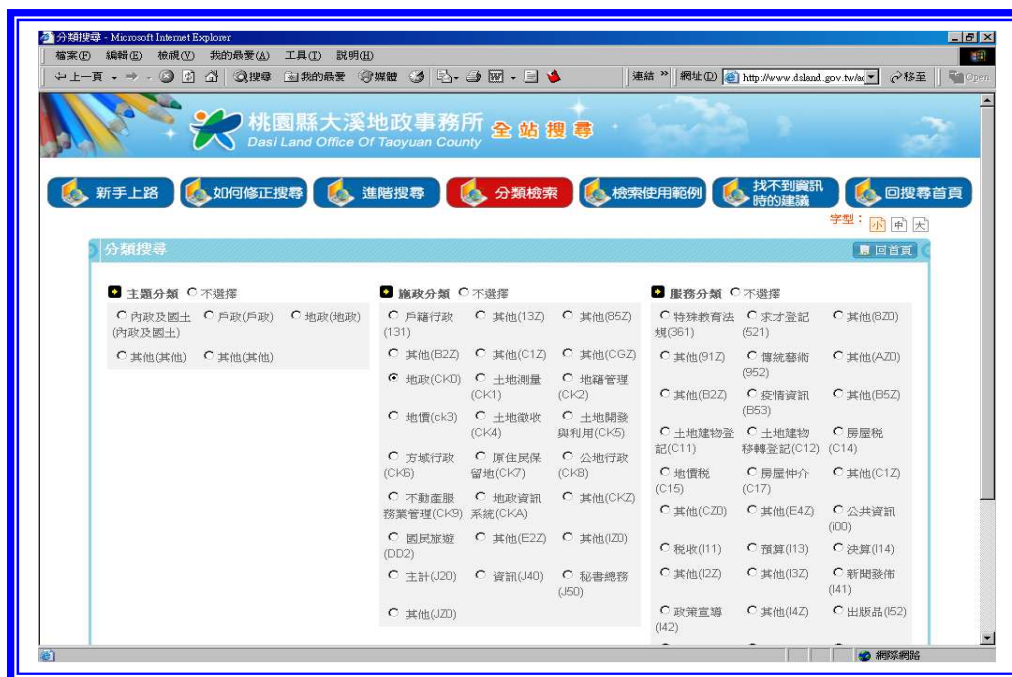 分類搜尋 - Microsoft Internet Explorer
檔案(F) 編輯(E) 檢視(V) 我的最愛(A) 工具(T) 說明(H)
上一頁 搜尋 我的最愛 媒體 連結 » 網址(D) http://www.dsland.gov.tw/ 移至 Open
桃園縣大溪地政事務所 全站搜尋
Dasi Land Office Of Taoyuan County
新手上路 如何修正搜尋 進階搜尋 分類檢索 檢索使用範例 找不到資訊時的建議 回搜尋首頁
字型： 小 中 大
分類搜尋 回首頁
主題分類 不選擇
內政及國土(內政及國土) 戶政(戶政) 地政(地政)
其他(其他) 其他(其他)
施政分類 不選擇
戶籍行政(131) 其他(13Z) 其他(85Z)
其他(B2Z) 其他(C1Z) 其他(CGZ)
地政(CK0) 土地測量(CK1) 地籍管理(CK2)
地價(ck3) 土地徵收(CK4) 土地開發與利用(CK5)
方域行政(CK6) 原住民保留地(CK7) 公地行政(CK8)
不動產服務業管理(CK9) 地政資訊系統(CKA) 其他(CKZ)
國民旅遊(DD2) 其他(E2Z) 其他(IZ0)
主計(J20) 資訊(J40) 秘書總務(J50)
其他(JZ0)
服務分類 不選擇
特殊教育法規(361) 求才登記(521) 其他(8Z0)
其他(91Z) 傳統藝術(952) 其他(AZ0)
其他(B2Z) 疫情資訊(B53) 其他(B5Z)
土地建物登記(C11) 土地建物移轉登記(C12) 房屋稅(C14)
地價稅(C15) 房屋仲介(C17) 其他(C1Z)
其他(CZ0) 其他(E4Z) 公共資訊(i00)
稅收(I11) 預算(I13) 決算(I14)
其他(I2Z) 其他(I3Z) 新聞發佈(I41)
政策宣導(I42) 其他(I4Z) 出版品(I52)
網際網路